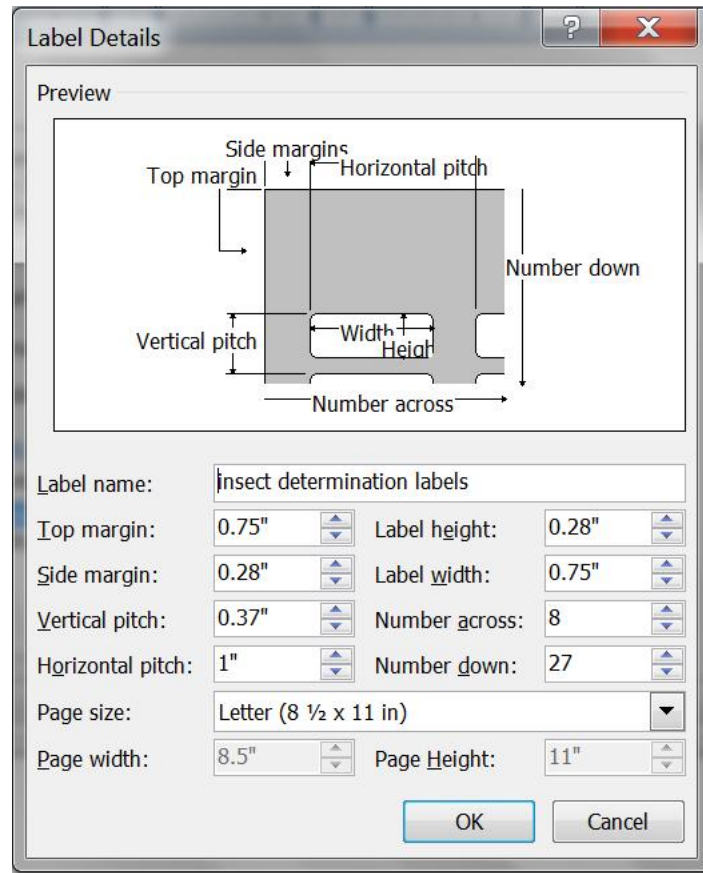 Label Details
Preview
Side margins
Top margin
Horizontal pitch
Number down
Vertical pitch
Width
Heigh
Number across
Label name: insect determination labels
Top margin: 0.75" Label height: 0.28"
Side margin: 0.28" Label width: 0.75"
Vertical pitch: 0.37" Number across: 8
Horizontal pitch: 1" Number down: 27
Page size: Letter (8 ½ x 11 in)
Page width: 8.5" Page Height: 11"
OK Cancel